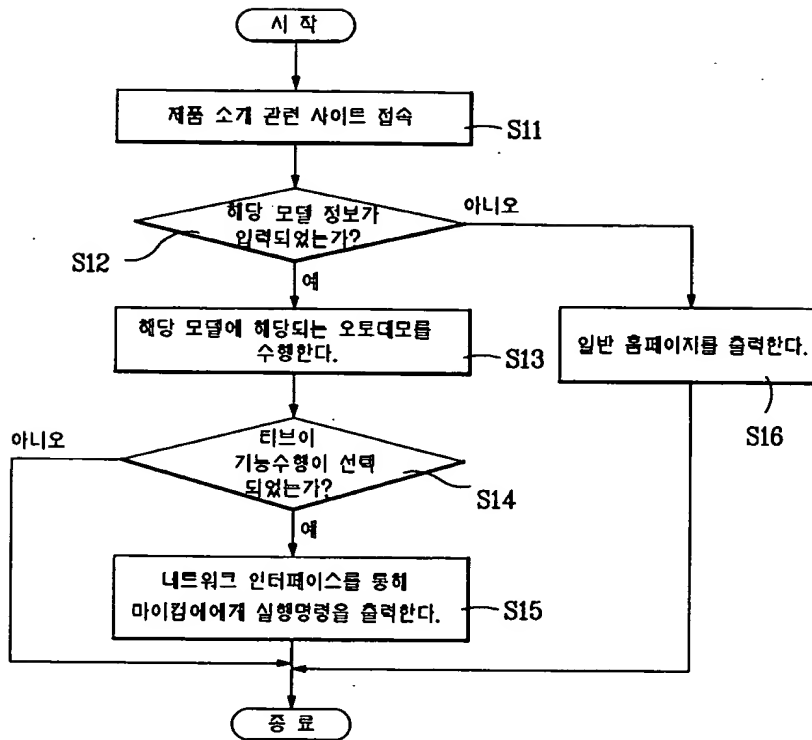 시 작
제품 소개 관련 사이트 접속
S11
해당 모델 정보가
입력되었는가?
아니오
S12
예
해당 모델에 해당되는 오토데모를
수행한다.
S13
일반 홈페이지를 출력한다.
S16
아니오
티브이
기능수행이 선택
되었는가?
S14
예
네트워크 인터페이스를 통해
마이컴에에게 실행명령을 출력한다.
S15
종 료